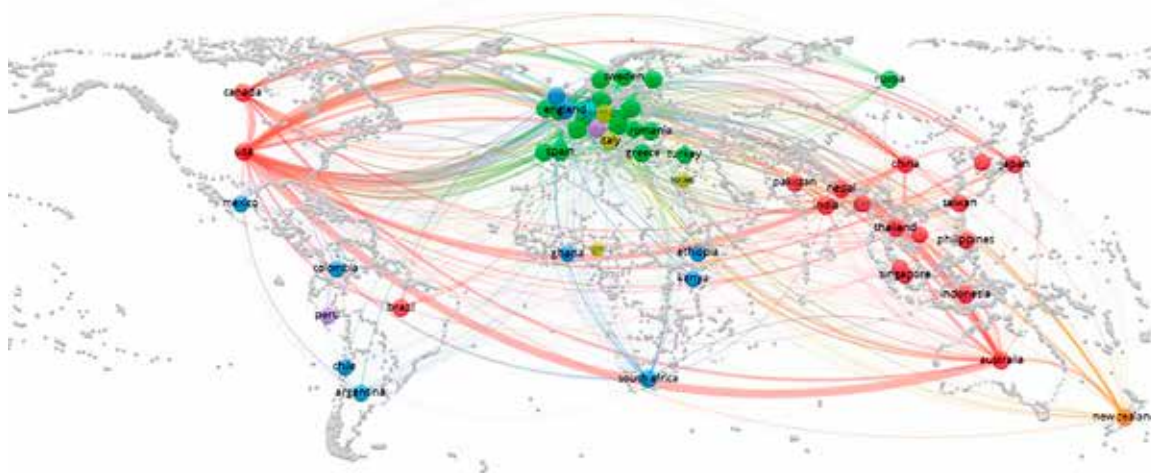 sweden
russia
canada
england
romania
italy
spain
greece
turkey
usa
china
japan
pakistan
nepal
india
mexico
taiwan
thailand
philippines
ghana
ethiopia
colombia
kenya
singapore
indonesia
peru
brazil
australia
chile
south africa
argentina
new zealand